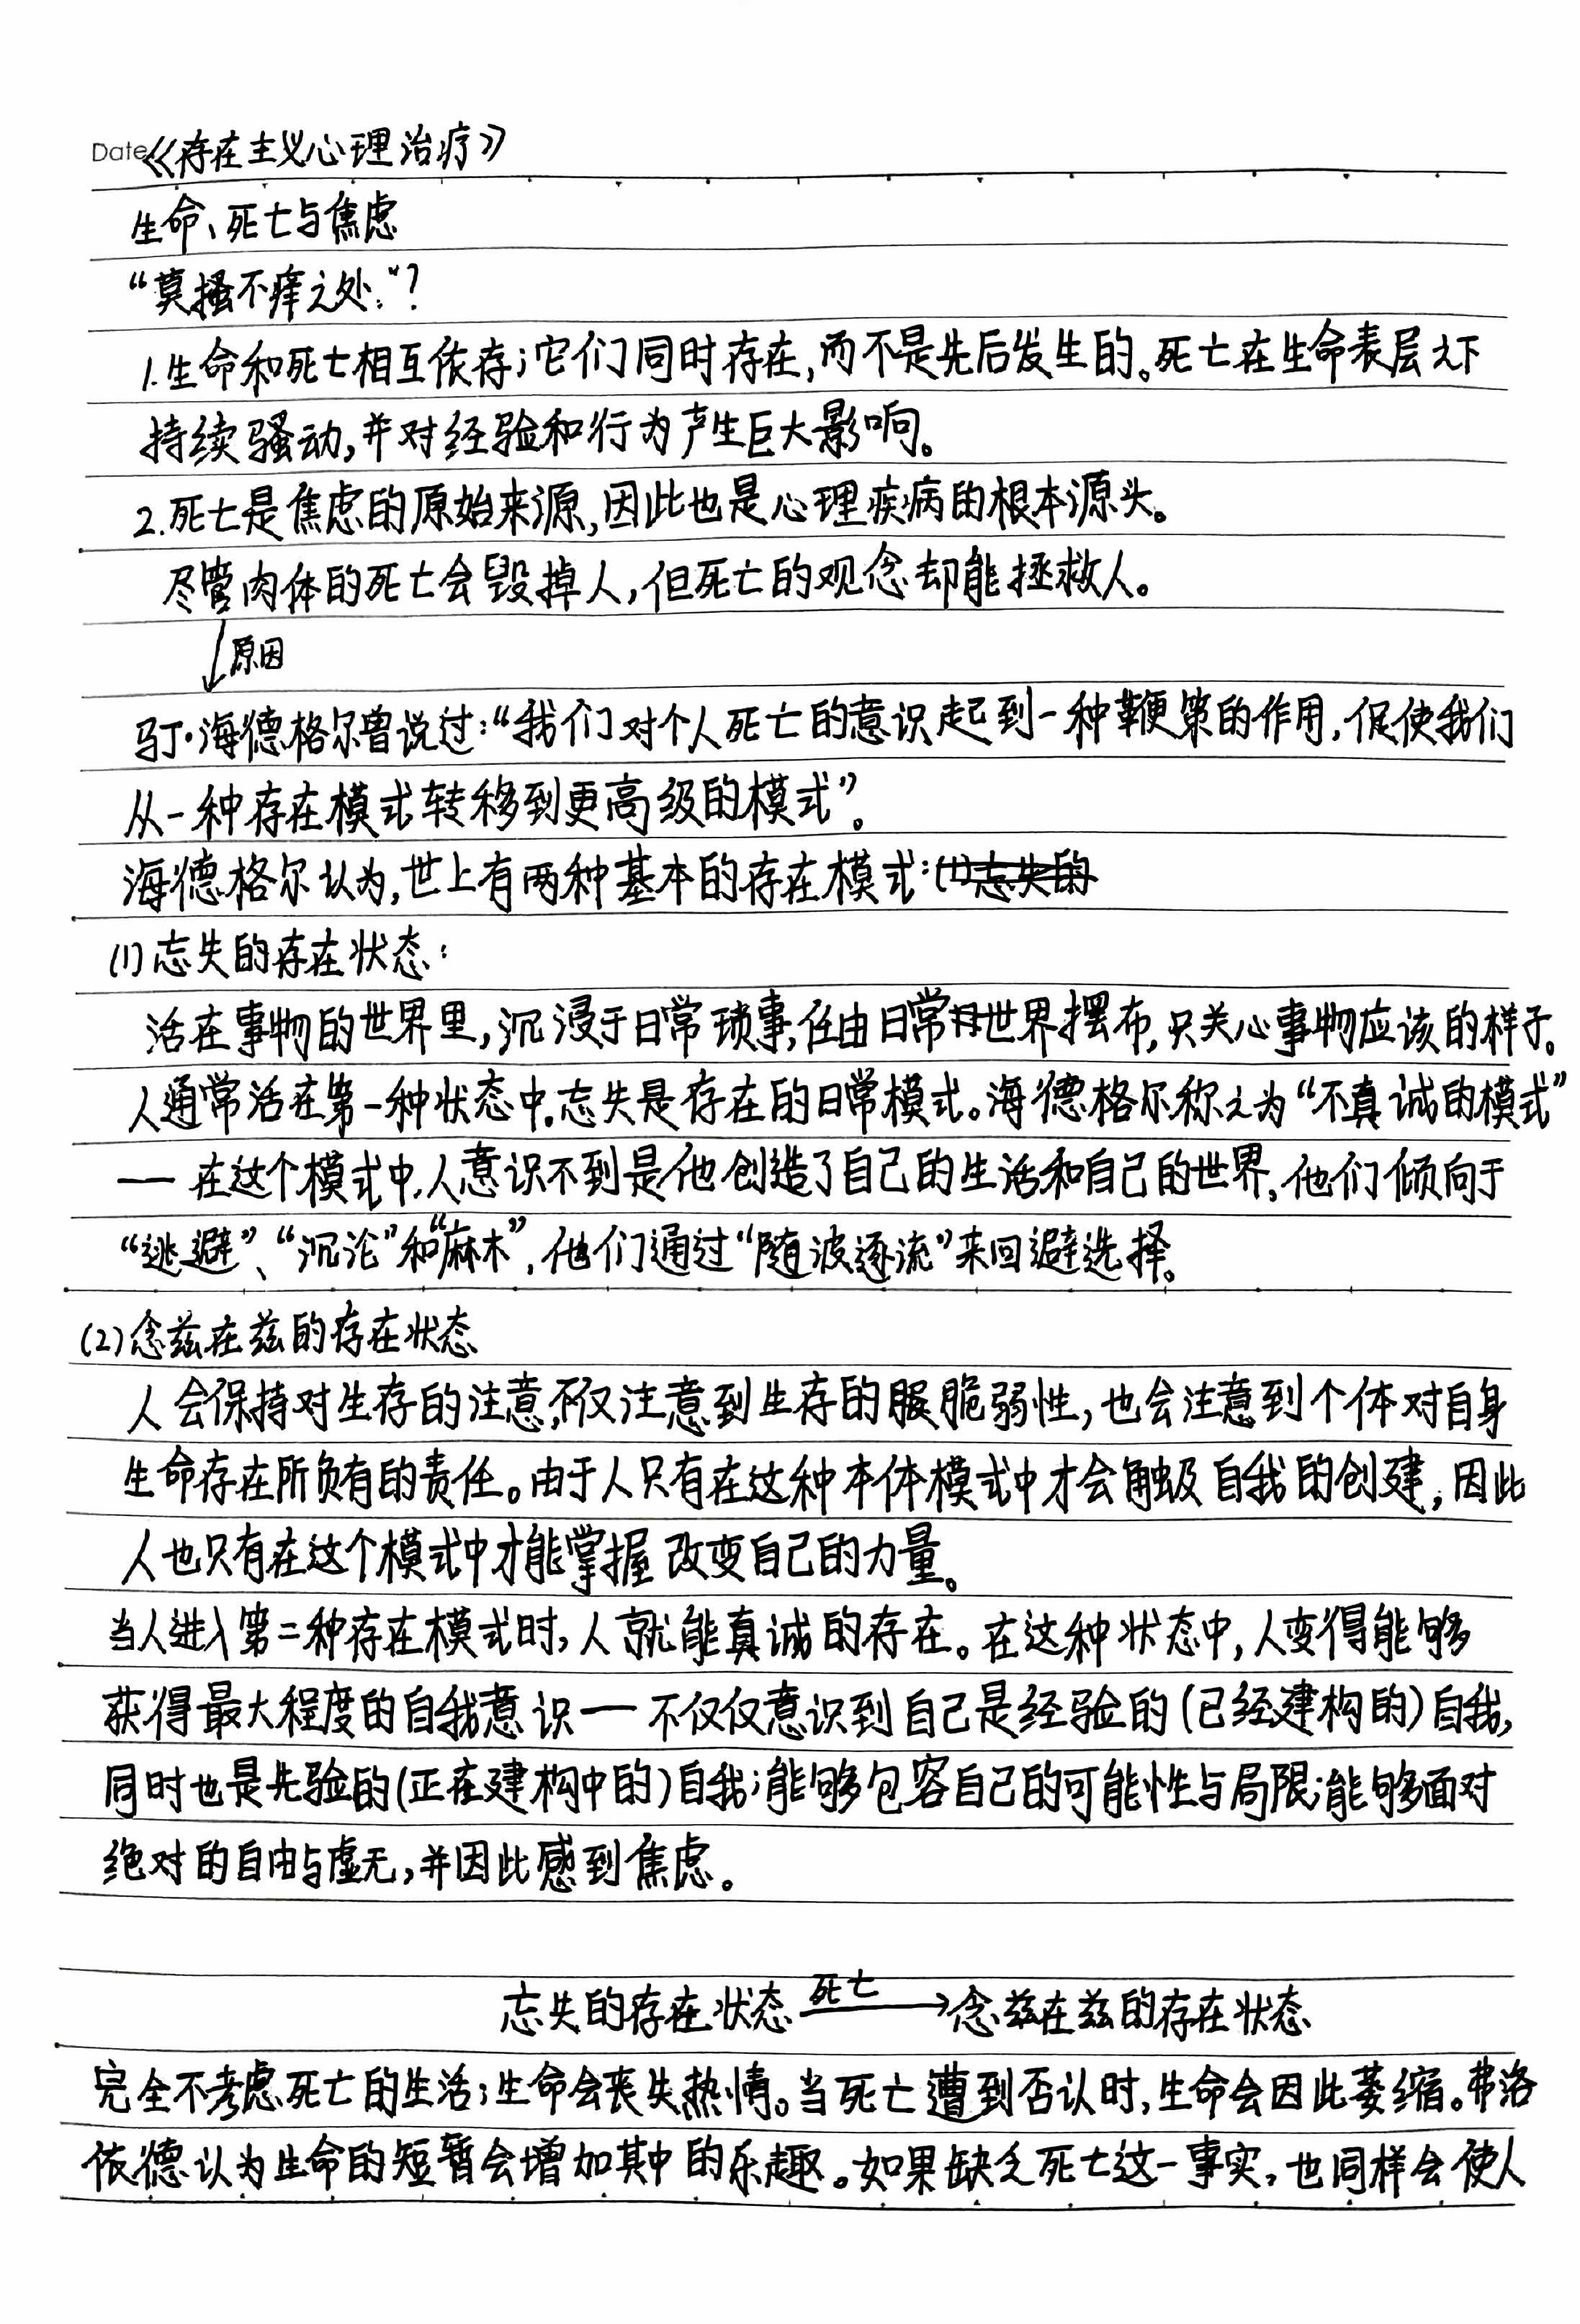 Date《存在主义心理治疗》
生命、死亡与焦虑
“莫搔不痒之处”？
1.生命和死亡相互依存；它们同时存在，而不是先后发生的。死亡在生命表层之下
持续骚动，并对经验和行为产生巨大影响。
2.死亡是焦虑的原始来源，因此也是心理疾病的根本源头。
尽管肉体的死亡会毁掉人，但死亡的观念却能拯救人。
↓原因
马丁·海德格尔曾说过：“我们对个人死亡的意识起到一种鞭策的作用，促使我们
从一种存在模式转移到更高级的模式”。
海德格尔认为，世上有两种基本的存在模式：(1)忘失的
(1)忘失的存在状态：
活在事物的世界里，沉浸于日常琐事，任由日常世界摆布，只关心事物应该的样子。
人通常活在第一种状态中。忘失是存在的日常模式。海德格尔称之为“不真诚的模式”
— 在这个模式中，人意识不到是他创造了自己的生活和自己的世界，他们倾向于
“逃避”、“沉沦”和“麻木”，他们通过“随波逐流”来回避选择。
(2)念兹在兹的存在状态
人会保持对生存的注意，不仅注意到生存的脆弱性，也会注意到个体对自身
生命存在所负有的责任。由于人只有在这种本体模式中才会触及自我的创建，因此
人也只有在这个模式中才能掌握改变自己的力量。
当人进入第二种存在模式时，人就能真诚的存在。在这种状态中，人变得能够
获得最大程度的自我意识 — 不仅仅意识到自己是经验的(已经建构的)自我，
同时也是先验的(正在建构中的)自我；能够包容自己的可能性与局限；能够面对
绝对的自由与虚无，并因此感到焦虑。
忘失的存在状态 死亡→ 念兹在兹的存在状态
完全不考虑死亡的生活；生命会丧失热情。当死亡遭到否认时，生命会因此萎缩。弗洛
依德认为生命的短暂会增加其中的乐趣。如果缺乏死亡这一事实，也同样会使人